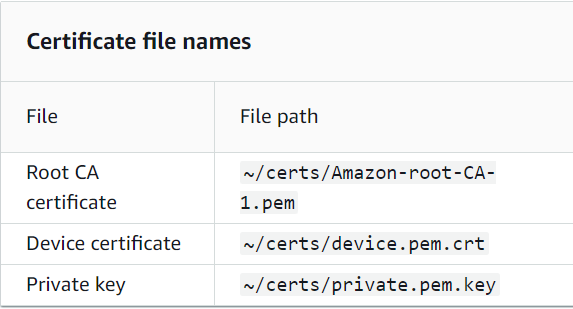 Certificate file names
File File path
Root CA ~/certs/Amazon-root-CA-
certificate 1.pem
Device certificate ~/certs/device.pem.crt
Private key ~/certs/private.pem.key